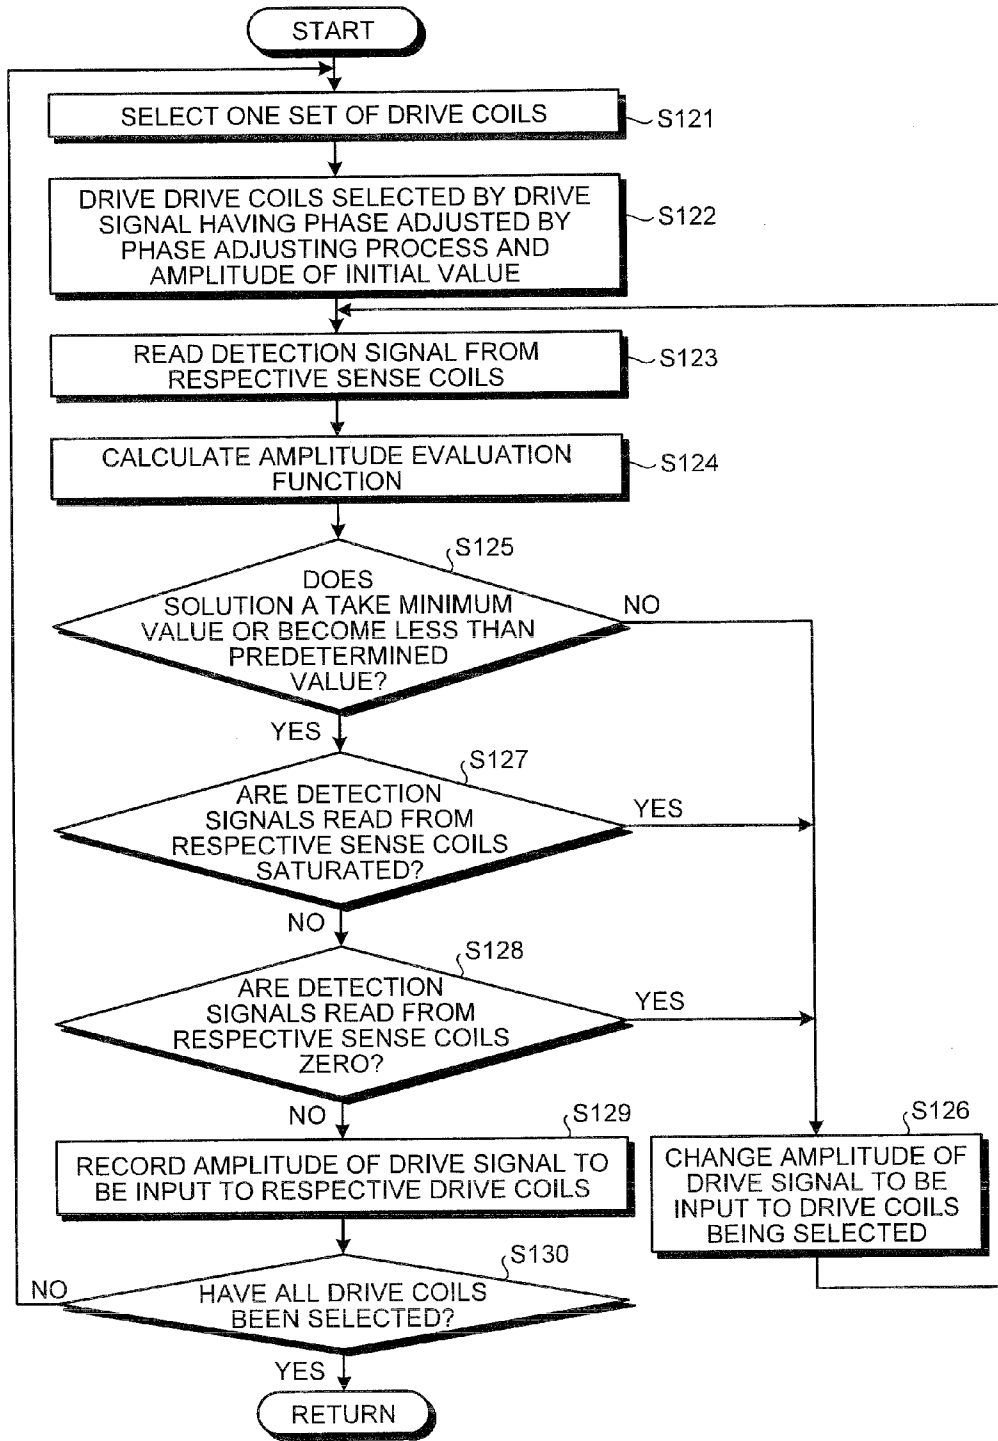 START
SELECT ONE SET OF DRIVE COILS
S121
DRIVE DRIVE COILS SELECTED BY DRIVE
SIGNAL HAVING PHASE ADJUSTED BY
PHASE ADJUSTING PROCESS AND
AMPLITUDE OF INITIAL VALUE
S122
READ DETECTION SIGNAL FROM
RESPECTIVE SENSE COILS
S123
CALCULATE AMPLITUDE EVALUATION
FUNCTION
S124
S125
DOES
SOLUTION A TAKE MINIMUM
VALUE OR BECOME LESS THAN
PREDETERMINED
VALUE?
NO
YES
S127
ARE DETECTION
SIGNALS READ FROM
RESPECTIVE SENSE COILS
SATURATED?
YES
NO
S128
ARE DETECTION
SIGNALS READ FROM
RESPECTIVE SENSE COILS
ZERO?
YES
NO
S129
RECORD AMPLITUDE OF DRIVE SIGNAL TO
BE INPUT TO RESPECTIVE DRIVE COILS
S126
CHANGE AMPLITUDE OF
DRIVE SIGNAL TO BE
INPUT TO DRIVE COILS
BEING SELECTED
S130
HAVE ALL DRIVE COILS
BEEN SELECTED?
NO
YES
RETURN